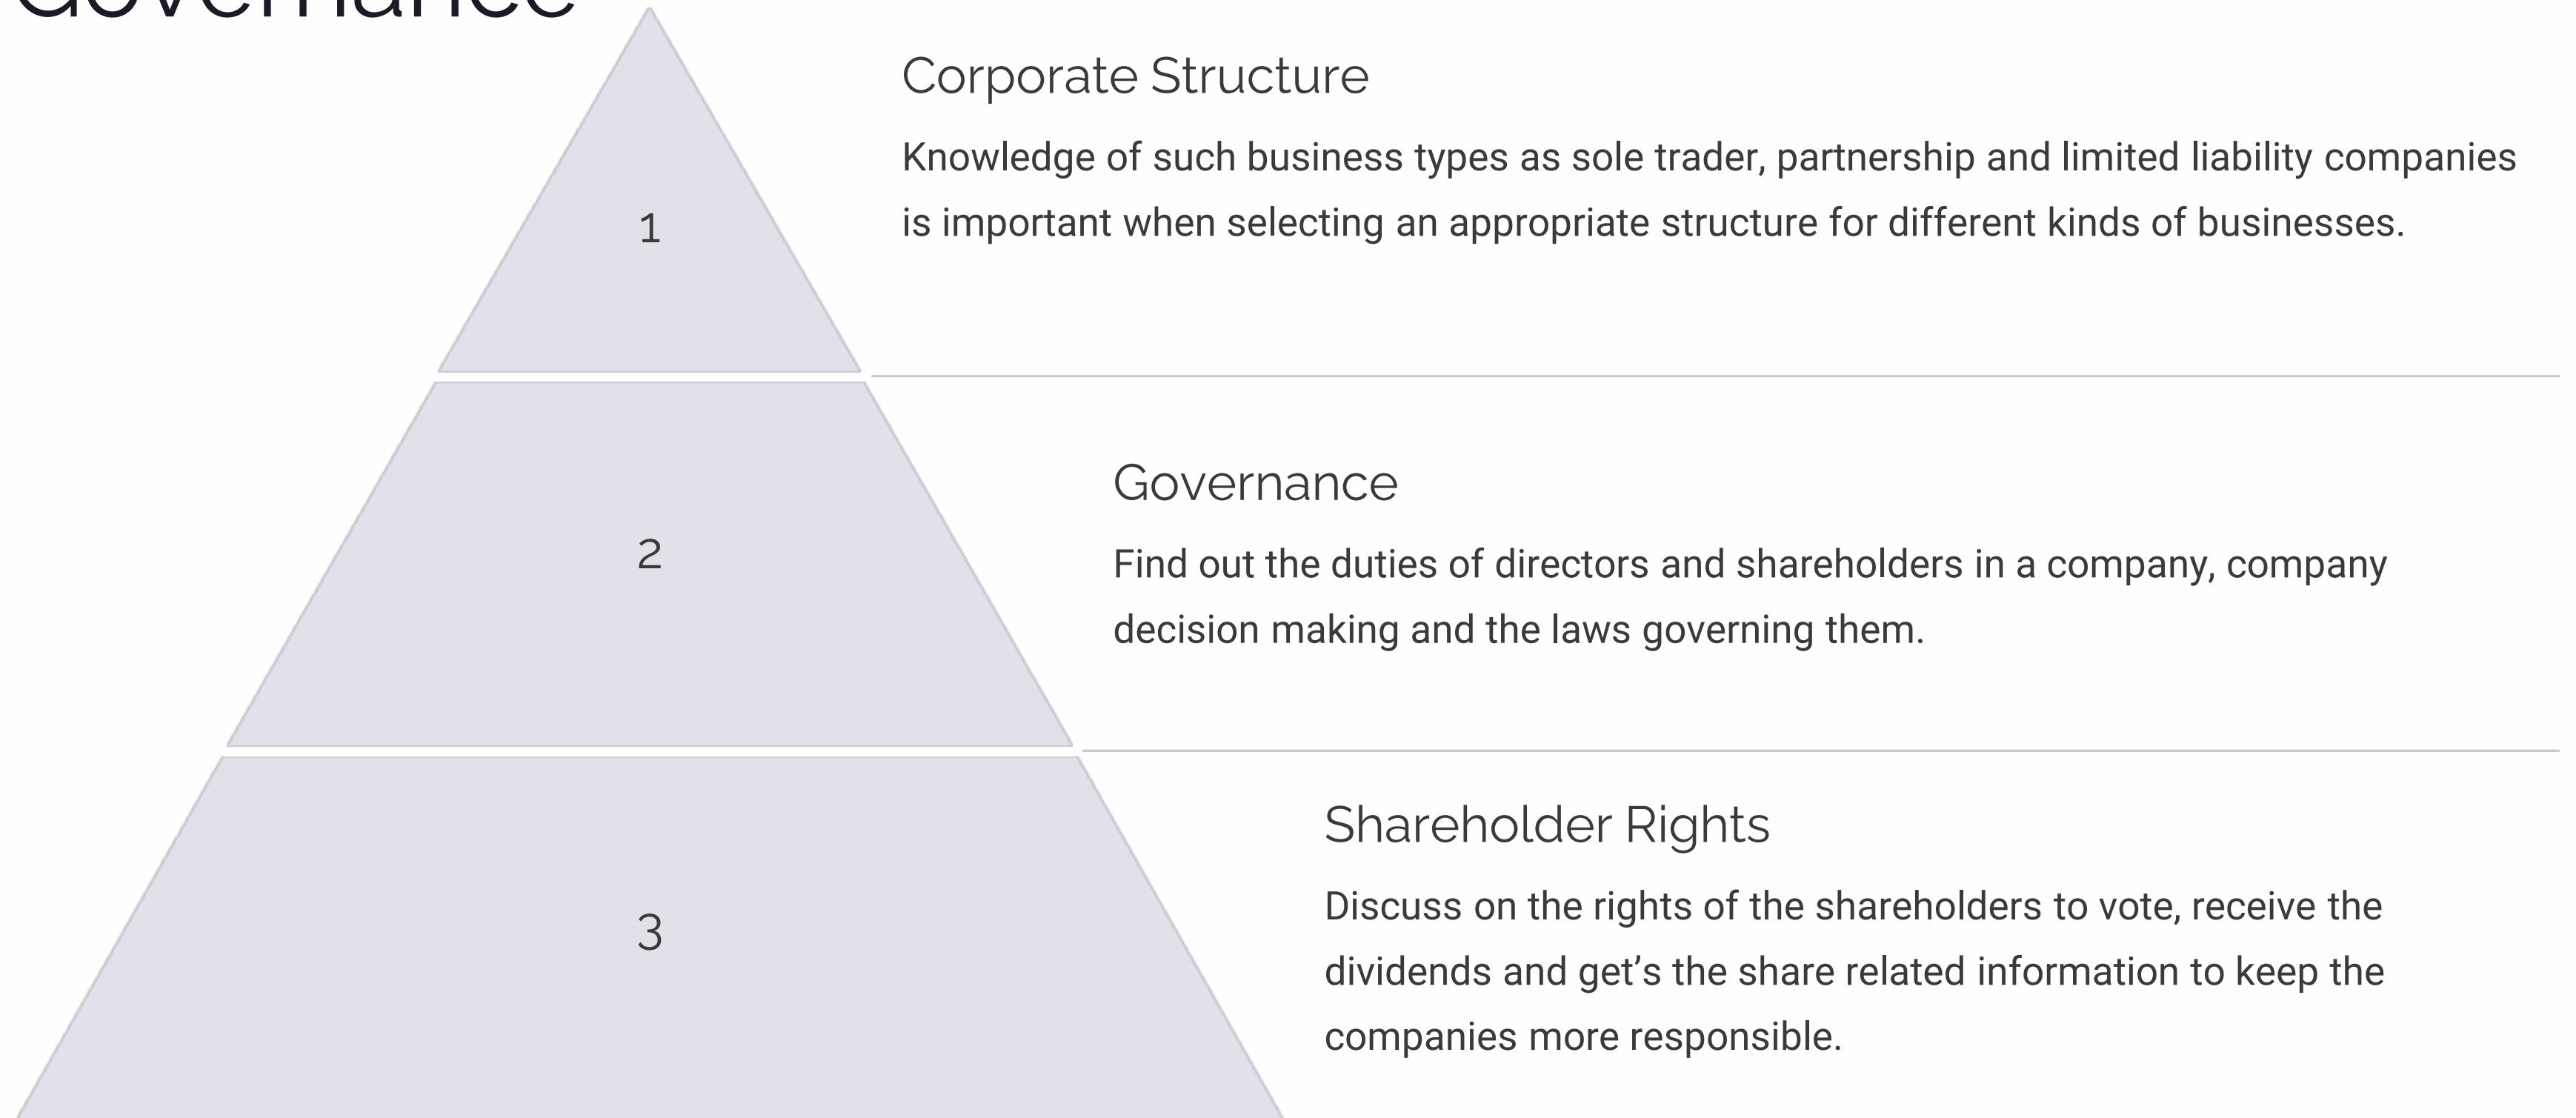 Governance
Corporate Structure
Knowledge of such business types as sole trader, partnership and limited liability companies
is important when selecting an appropriate structure for different kinds of businesses.
1
Governance
Find out the duties of directors and shareholders in a company, company
decision making and the laws governing them.
2
Shareholder Rights
Discuss on the rights of the shareholders to vote, receive the
dividends and get’s the share related information to keep the
companies more responsible.
3